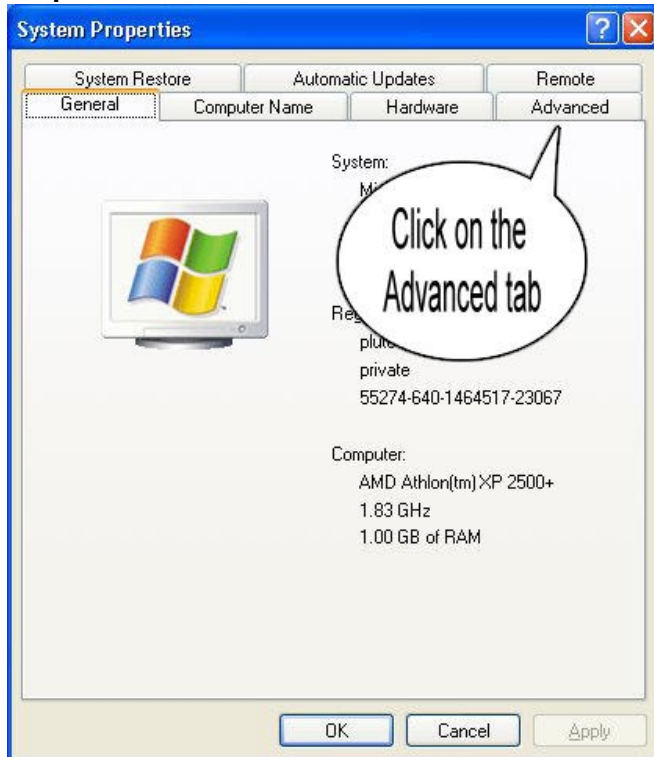 System Properties
System Restore Automatic Updates Remote
General Computer Name Hardware Advanced
System:
Click on the
Advanced tab
private
55274-640-1464517-23067
Computer:
AMD Athlon(tm) XP 2500+
1.83 GHz
1.00 GB of RAM
OK Cancel Apply